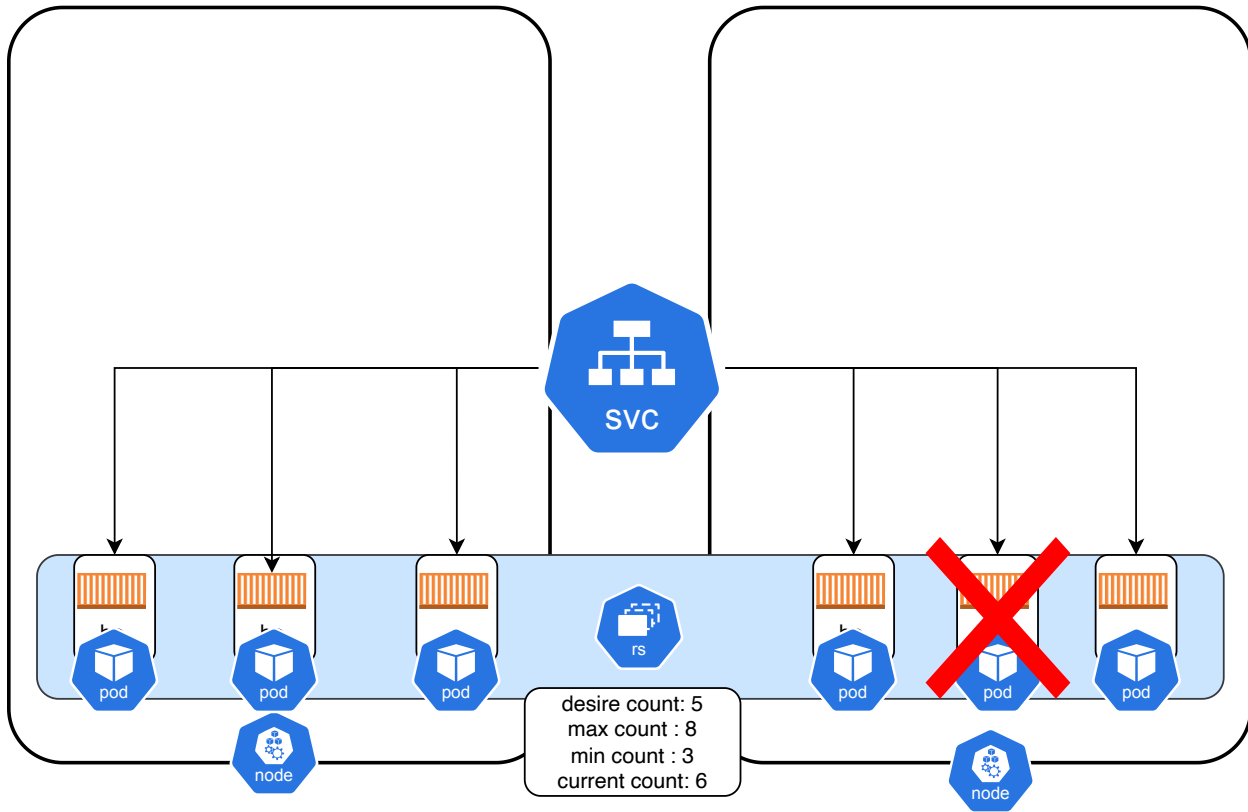 svc
rs
pod
pod
pod
pod
pod
pod
desire count: 5
max count : 8
min count : 3
current count: 6
node
node